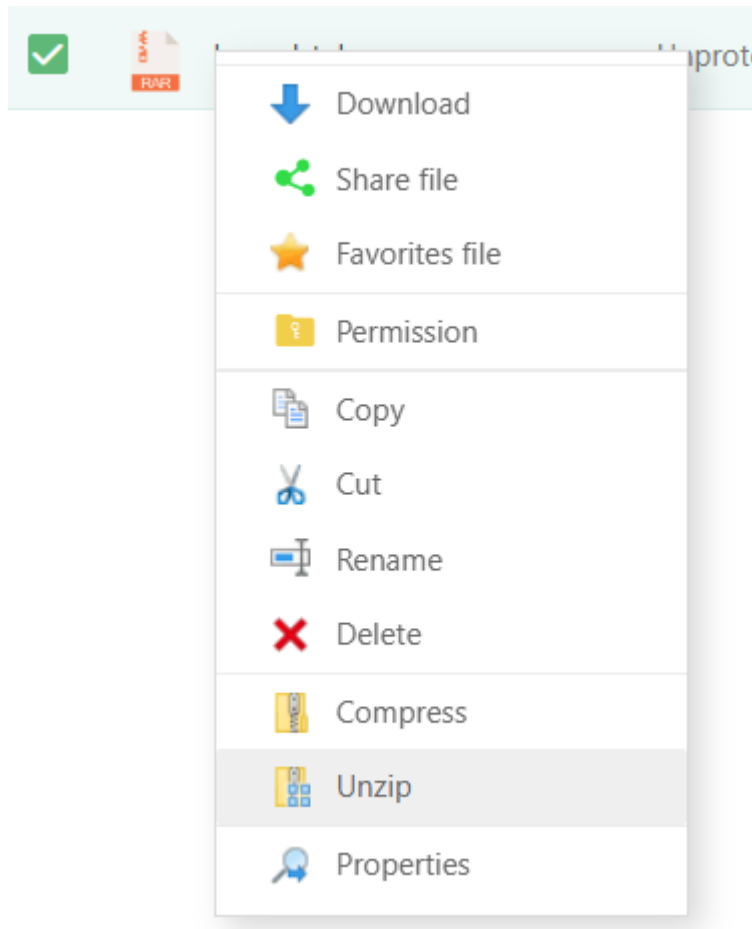 RAR
Download
Share file
Favorites file
Permission
Copy
Cut
Rename
Delete
Compress
Unzip
Properties